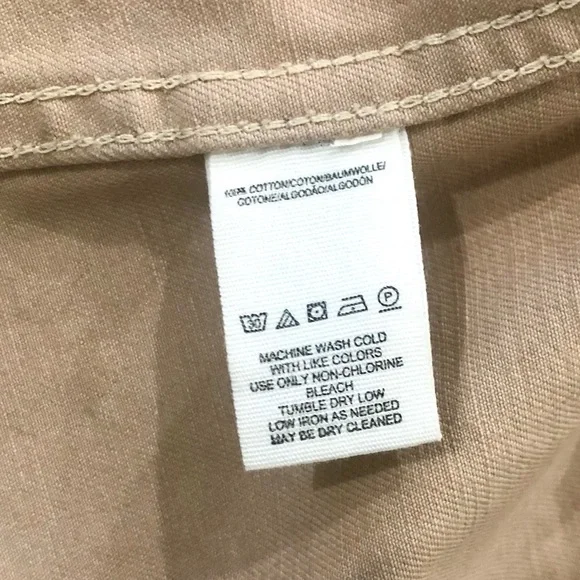 100% COTTON/COTON/BAUMWOLLE/
COTONE/ALGODÃO/ALGODÓN
30 P
MACHINE WASH COLD
WITH LIKE COLORS
USE ONLY NON-CHLORINE
BLEACH
TUMBLE DRY LOW
LOW IRON AS NEEDED
MAY BE DRY CLEANED